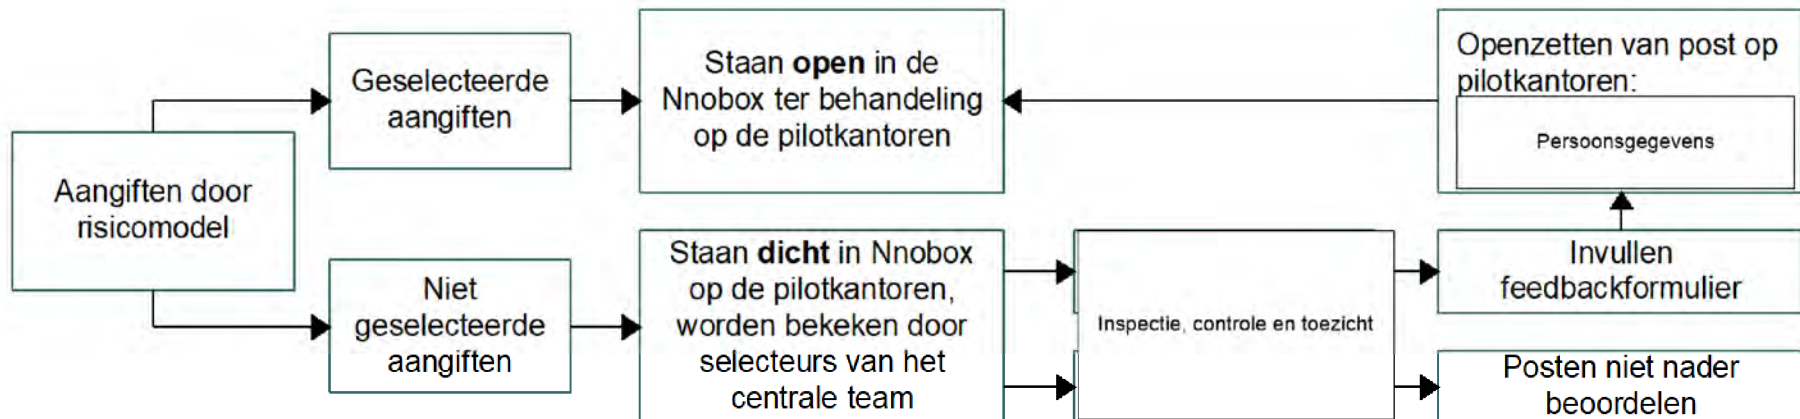 Aangiften door
risicomodel
Geselecteerde
aangiften
Staan open in de
Nnobox ter behandeling
op de pilotkantoren
Openzetten van post op
pilotkantoren:
Persoonsgegevens
Niet
geselecteerde
aangiften
Staan dicht in Nnobox
op de pilotkantoren,
worden bekeken door
selecteurs van het
centrale team
Inspectie, controle en toezicht
Invullen
feedbackformulier
Posten niet nader
beoordelen